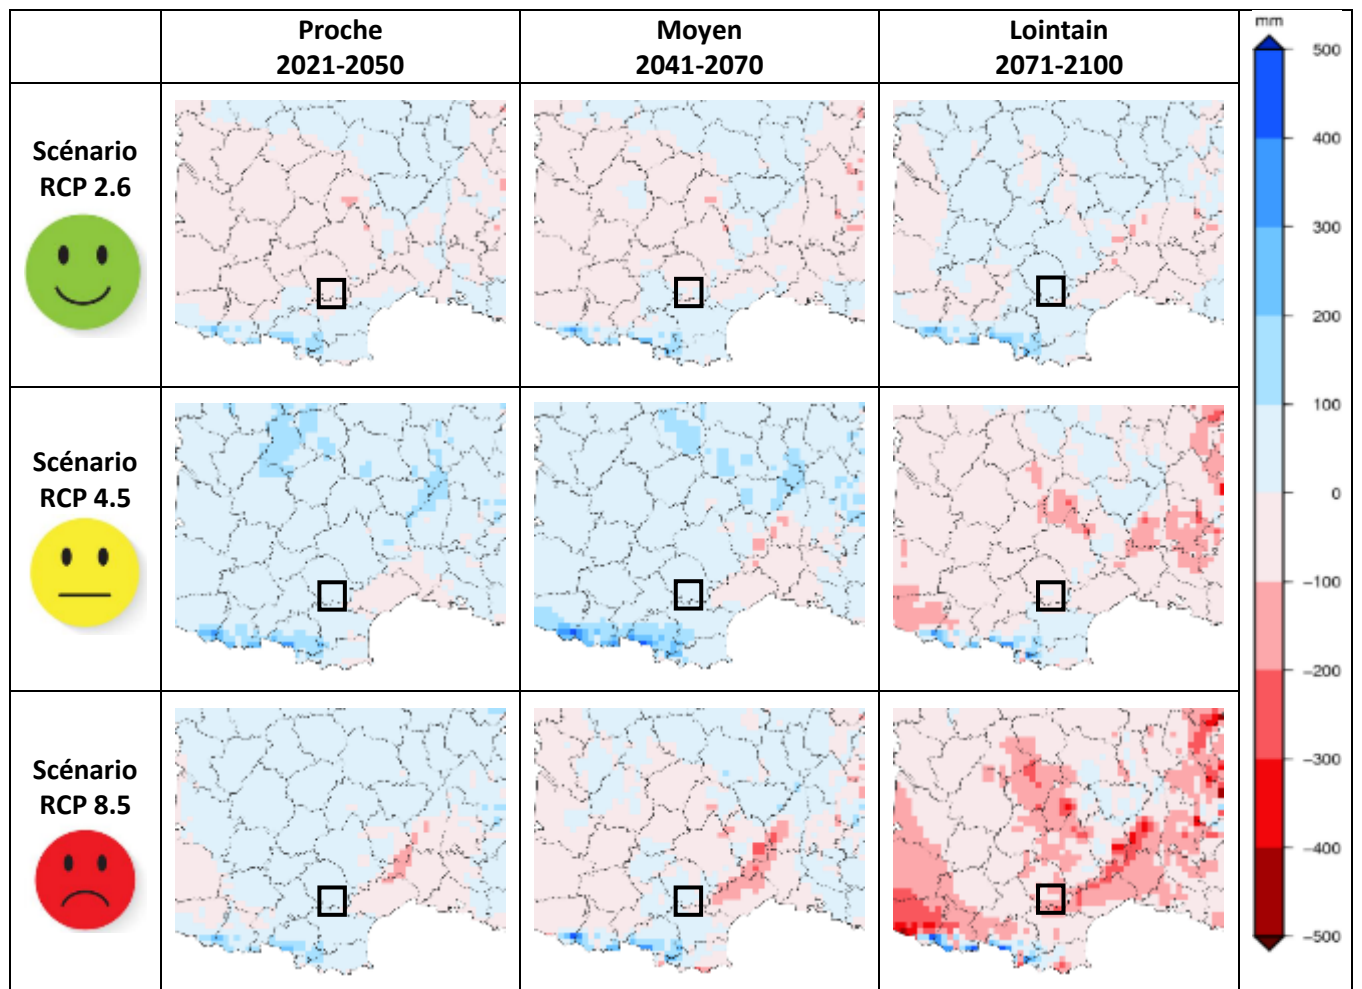 Proche
2021-2050
Moyen
2041-2070
Lointain
2071-2100
mm
500
400
300
200
100
0
−100
−200
−300
−400
−500
Scénario
RCP 2.6
Scénario
RCP 4.5
Scénario
RCP 8.5